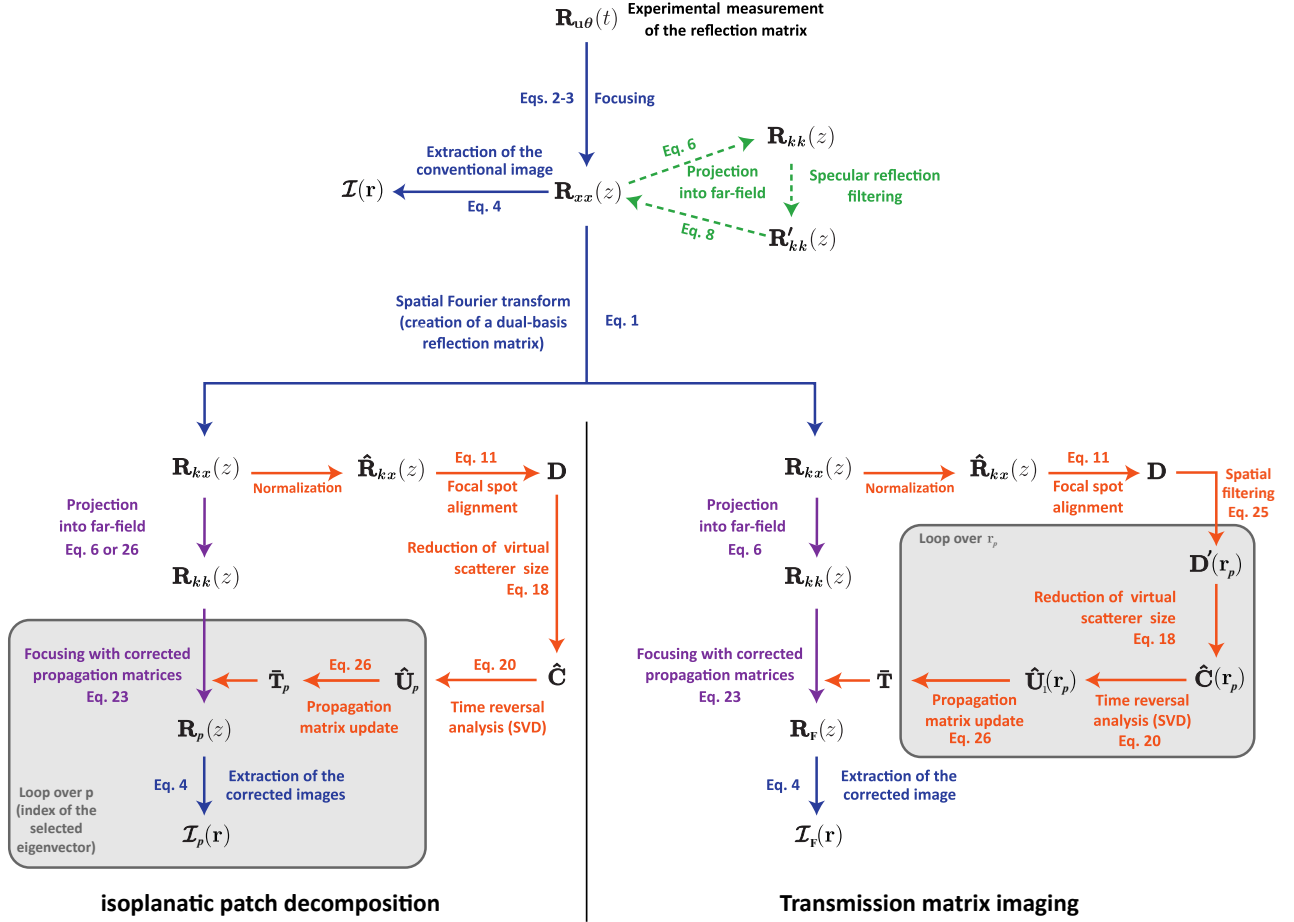 R_uθ(t)
Experimental measurement
of the reflection matrix
Eqs. 2-3
Focusing
Extraction of the
conventional image
Eq. 4
I(r)
R_xx(z)
Eq. 6
Projection
into far-field
Eq. 8
R_kk(z)
Specular reflection
filtering
R′_kk(z)
Spatial Fourier transform
(creation of a dual-basis
reflection matrix)
Eq. 1
R_kx(z)
Normalization
R̂_kx(z)
Eq. 11
Focal spot
alignment
D
Projection
into far-field
Eq. 6 or 26
Reduction of virtual
scatterer size
Eq. 18
R_kk(z)
Focusing with corrected
propagation matrices
Eq. 23
T̄_p
Eq. 26
Propagation
matrix update
Û_p
Eq. 20
Time reversal
analysis (SVD)
Ĉ
R_p(z)
Eq. 4
Extraction of the
corrected images
Loop over p
(index of the
selected
eigenvector)
I_p(r)
isoplanatic patch decomposition
R_kx(z)
Normalization
R̂_kx(z)
Eq. 11
Focal spot
alignment
D
Spatial
filtering
Eq. 25
Projection
into far-field
Eq. 6
Loop over r_p
D′(r_p)
R_kk(z)
Reduction of virtual
scatterer size
Eq. 18
Focusing with corrected
propagation matrices
Eq. 23
T̄
Propagation
matrix update
Eq. 26
Û_1(r_p)
Time reversal
analysis (SVD)
Eq. 20
Ĉ(r_p)
R_F(z)
Eq. 4
Extraction of the
corrected image
I_F(r)
Transmission matrix imaging